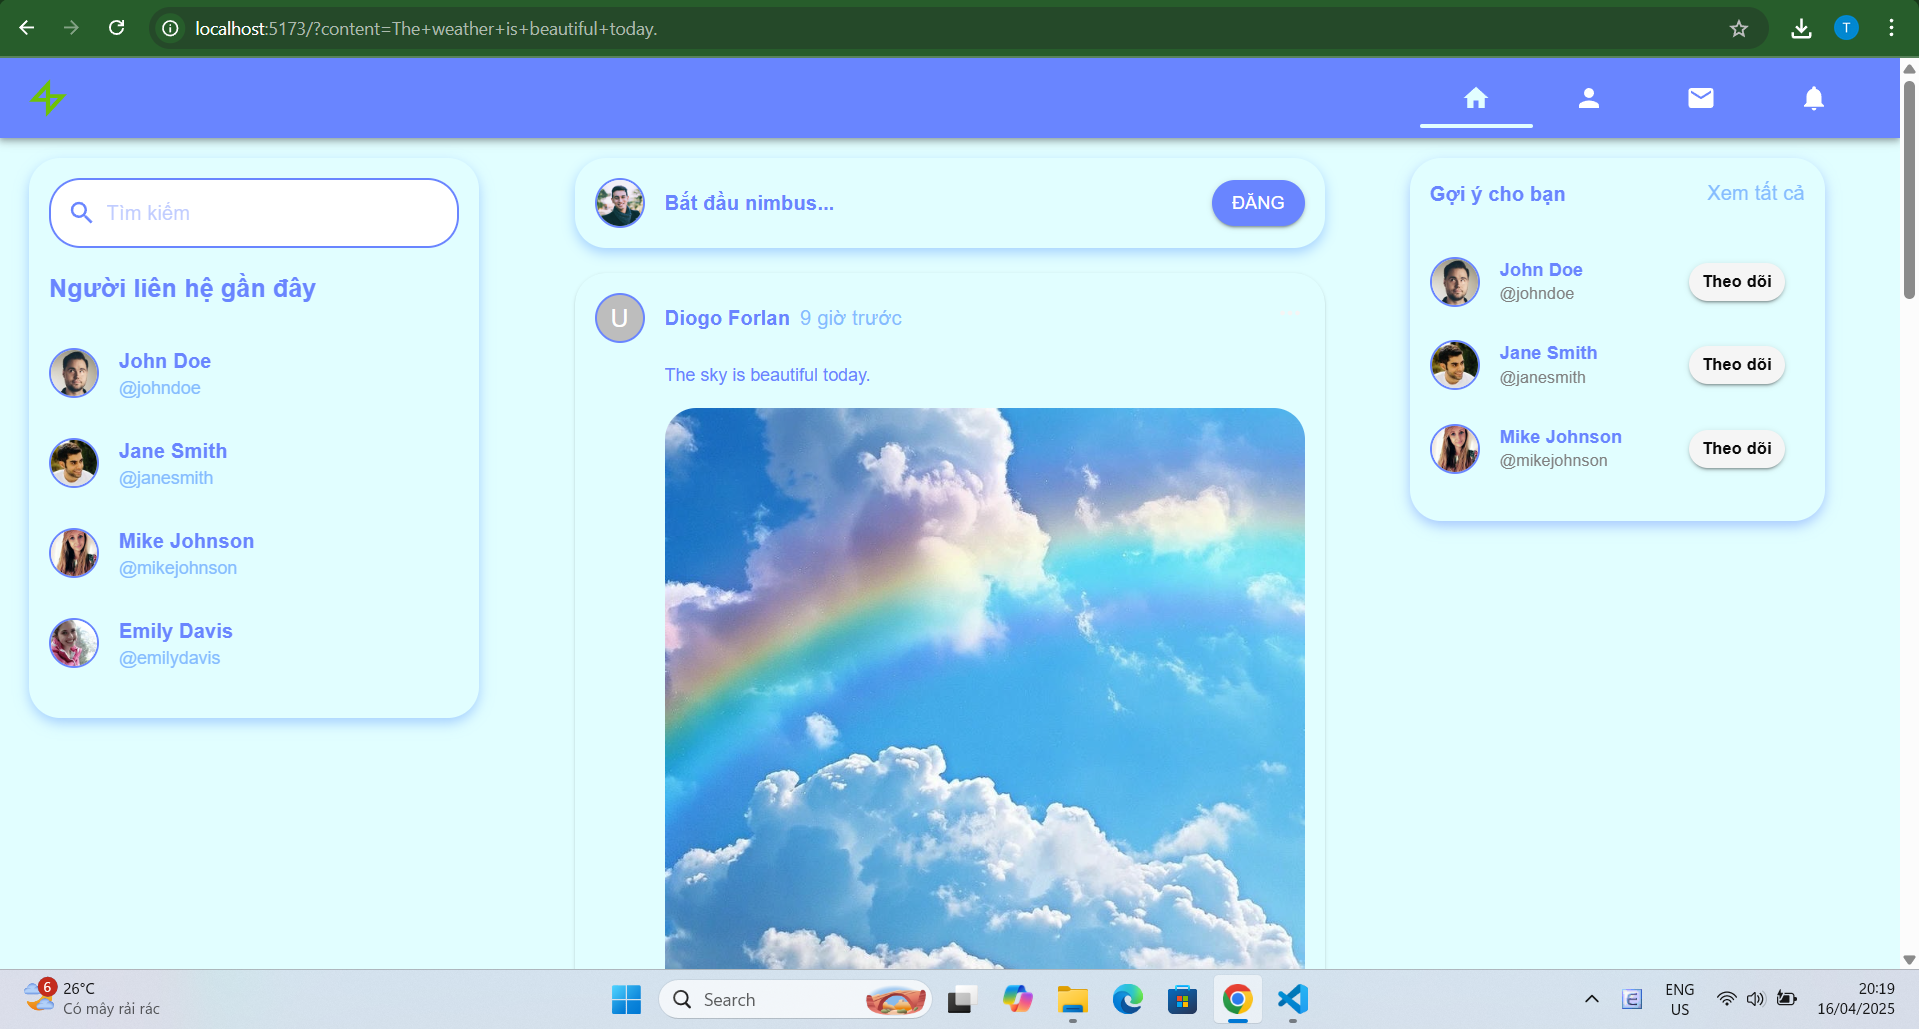 localhost:5173/?content=The+weather+is+beautiful+today.
T
Tìm kiếm
Người liên hệ gần đây
John Doe
@johndoe
Jane Smith
@janesmith
Mike Johnson
@mikejohnson
Emily Davis
@emilydavis
Bắt đầu nimbus...
ĐĂNG
U
Diogo Forlan 9 giờ trước
The sky is beautiful today.
Gợi ý cho bạn
Xem tất cả
John Doe
@johndoe
Theo dõi
Jane Smith
@janesmith
Theo dõi
Mike Johnson
@mikejohnson
Theo dõi
6
26°C
Có mây rải rác
Search
E
ENG
US
20:19
16/04/2025